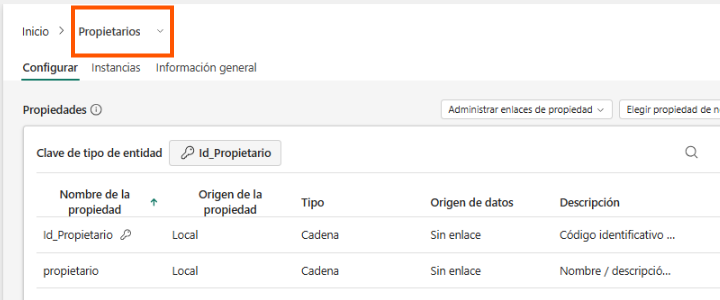 Inicio > Propietarios
Configurar Instancias Información general
Propiedades
Administrar enlaces de propiedad
Elegir propiedad de n
Clave de tipo de entidad Id_Propietario
Nombre de la propiedad Origen de la propiedad Tipo Origen de datos Descripción
Id_Propietario Local Cadena Sin enlace Código identificativo ...
propietario Local Cadena Sin enlace Nombre / descripció...